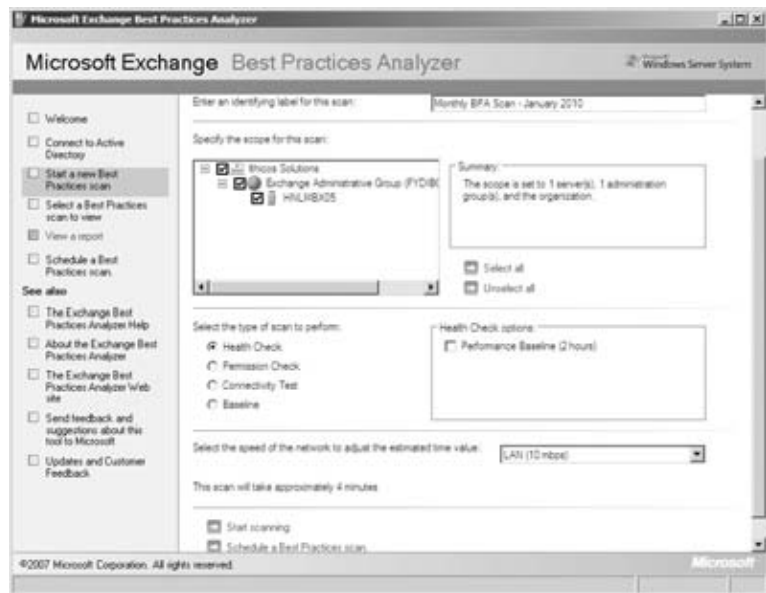 Microsoft Exchange Best Practices Analyzer
Microsoft Exchange Best Practices Analyzer
Windows Server System
Welcome
Connect to Active
Directory
Start a new Best
Practices scan
Select a Best Practices
scan to view
View a report
Schedule a Best
Practices scan.
See also
The Exchange Best
Practices Analyzer Help
About the Exchange Best
Practices Analyzer
The Exchange Best
Practices Analyzer Web
site
Send feedback and
suggestions about this
tool to Microsoft
Updates and Customer
Feedback
Enter an identifying label for this scan:
Monthly BPA Scan - January 2010
Specify the scope for this scan:
Ithicos Solutions
Exchange Administrative Group (FYDIBO
HNLMBX05
Summary:
The scope is set to 1 server(s), 1 administration
group(s), and the organization.
Select all
Unselect all
Select the type of scan to perform:
Health Check
Permission Check
Connectivity Test
Baseline
Health Check options:
Performance Baseline (2 hours)
Select the speed of the network to adjust the estimated time value:
LAN (10 mbps)
This scan will take approximately 4 minutes
Start scanning
Schedule a Best Practices scan.
©2007 Microsoft Corporation. All rights reserved.
Microsoft